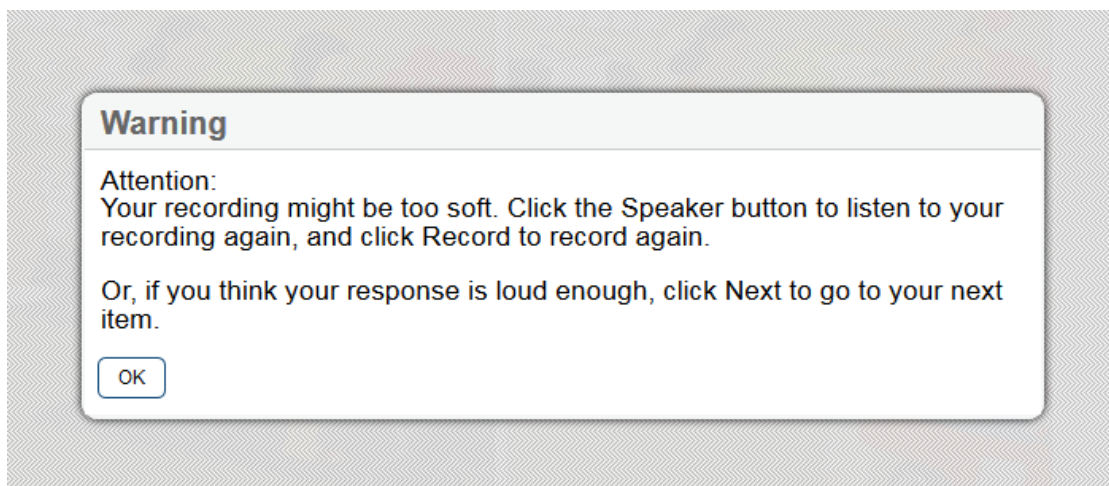 Warning
Attention:
Your recording might be too soft. Click the Speaker button to listen to your
recording again, and click Record to record again.
Or, if you think your response is loud enough, click Next to go to your next
item.
OK